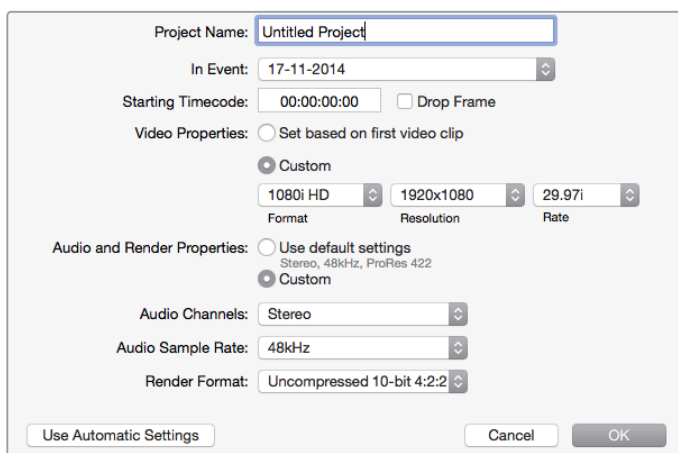 Project Name: Untitled Project
In Event: 17-11-2014
Starting Timecode: 00:00:00:00 Drop Frame
Video Properties: Set based on first video clip
Custom
1080i HD 1920x1080 29.97i
Format Resolution Rate
Audio and Render Properties: Use default settings
Stereo, 48kHz, ProRes 422
Custom
Audio Channels: Stereo
Audio Sample Rate: 48kHz
Render Format: Uncompressed 10-bit 4:2:2
Use Automatic Settings Cancel OK